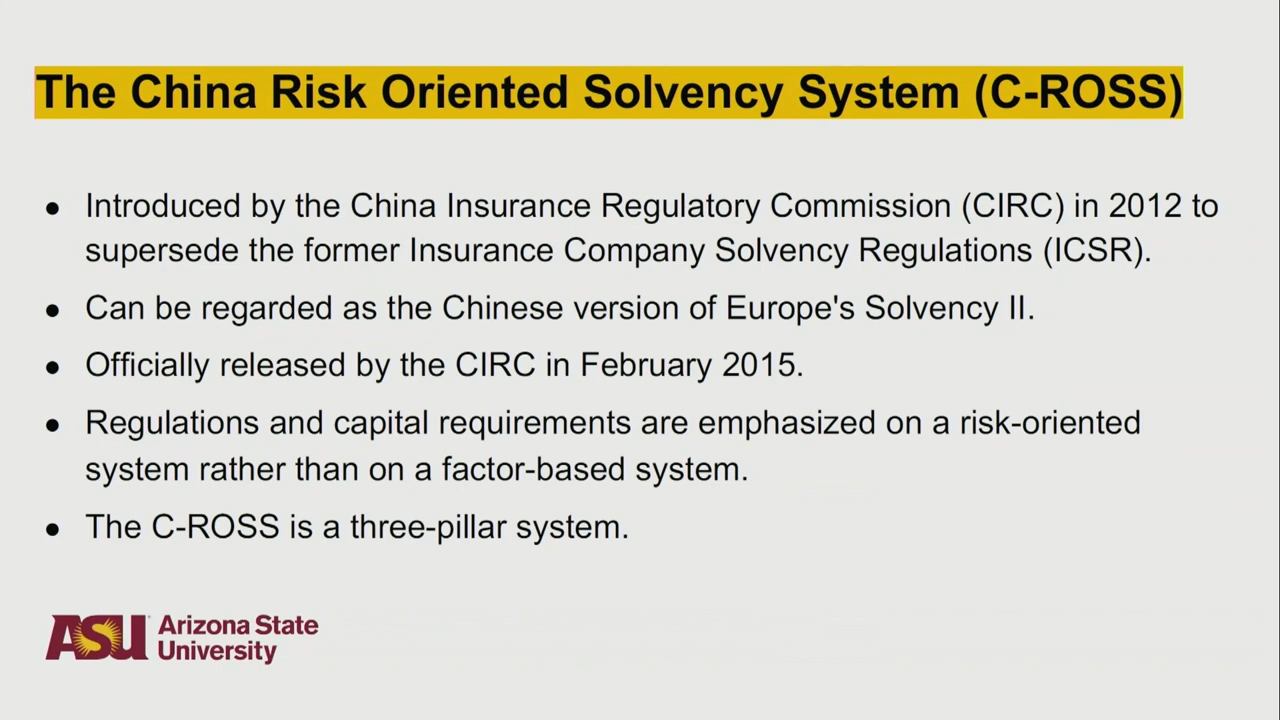 The China Risk Oriented Solvency System (C-ROSS)
● Introduced by the China Insurance Regulatory Commission (CIRC) in 2012 to
supersede the former Insurance Company Solvency Regulations (ICSR).
● Can be regarded as the Chinese version of Europe's Solvency II.
● Officially released by the CIRC in February 2015.
● Regulations and capital requirements are emphasized on a risk-oriented
system rather than on a factor-based system.
● The C-ROSS is a three-pillar system.
ASU Arizona State
University